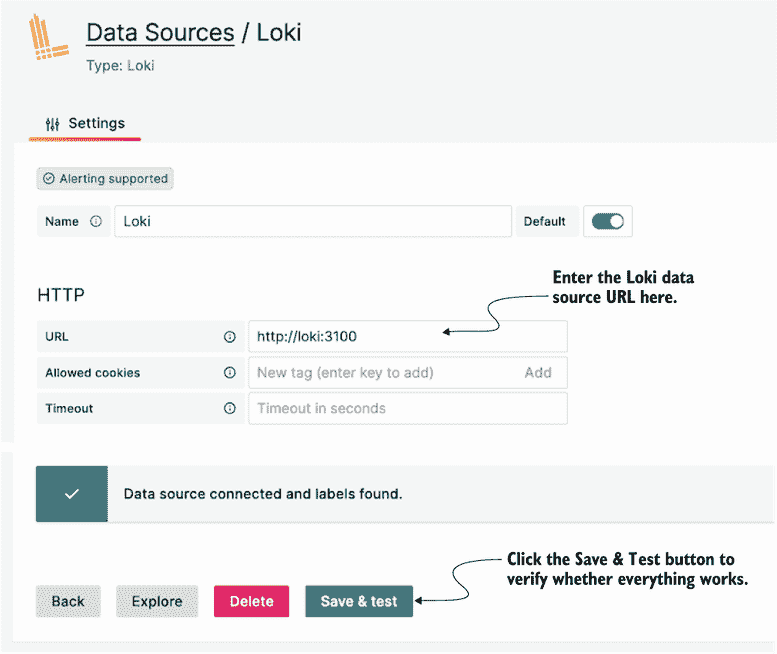 Data Sources / Loki
Type: Loki
Settings
Alerting supported
Name
Loki
Default
HTTP
Enter the Loki data
source URL here.
URL
http://loki:3100
Allowed cookies
New tag (enter key to add)
Add
Timeout
Timeout in seconds
Data source connected and labels found.
Click the Save & Test button to
verify whether everything works.
Back
Explore
Delete
Save & test